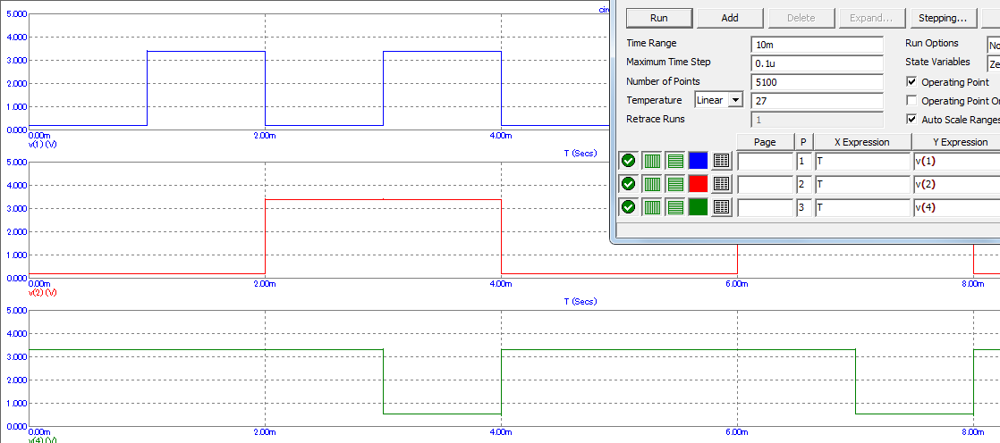 circ
5.000
4.000
3.000
2.000
1.000
0.000
0.00m 2.00m 4.00m
v(1) (V)
T (Secs)
5.000
4.000
3.000
2.000
1.000
0.000
0.00m 2.00m 4.00m 6.00m 8.00m
v(2) (V)
T (Secs)
5.000
4.000
3.000
2.000
1.000
0.000
0.00m 2.00m 4.00m 6.00m 8.00m
v(4) (V)
Run Add Delete Expand... Stepping...
Time Range 10m Run Options No
Maximum Time Step 0.1u State Variables Ze
Number of Points 5100 Operating Point
Temperature Linear 27 Operating Point On
Retrace Runs 1 Auto Scale Ranges
Page P X Expression Y Expression
1 T v(1)
2 T v(2)
3 T v(4)